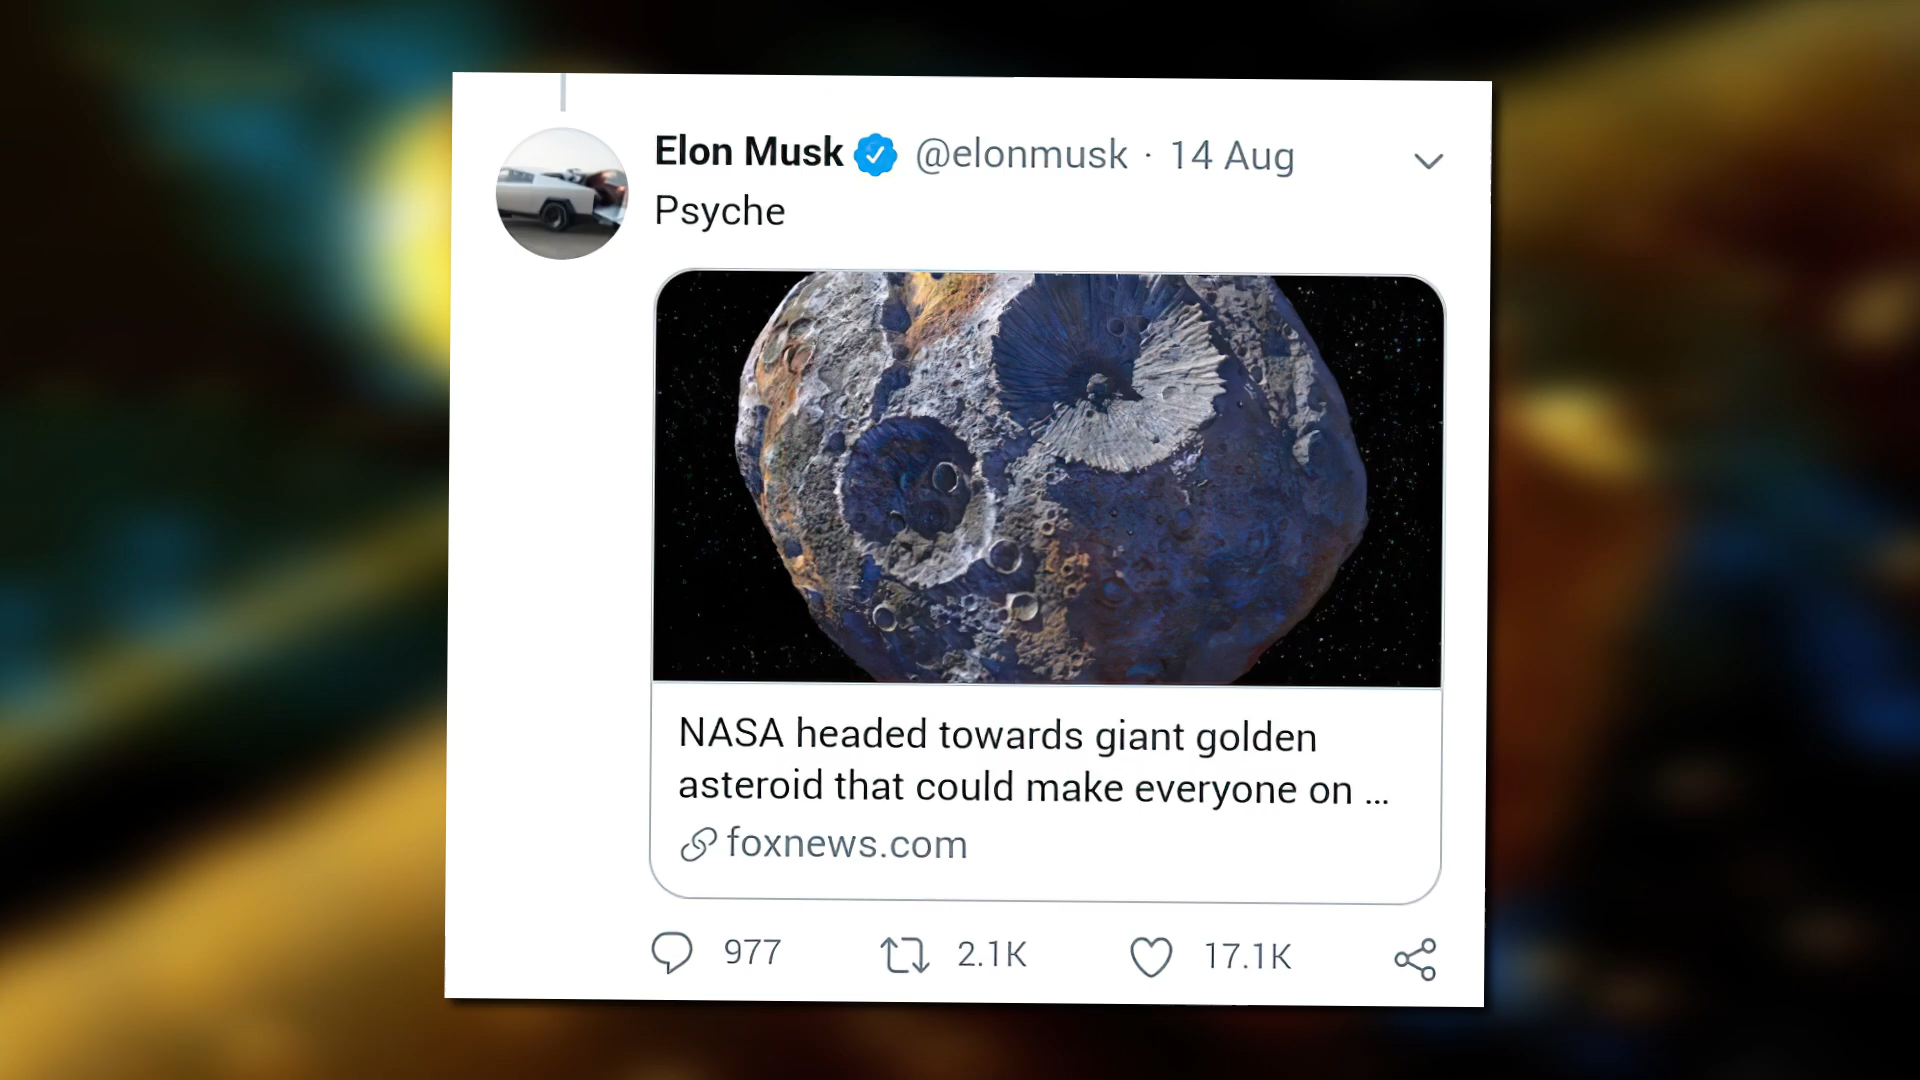 Elon Musk @elonmusk · 14 Aug
Psyche
NASA headed towards giant golden
asteroid that could make everyone on ...
foxnews.com
977 2.1K 17.1K